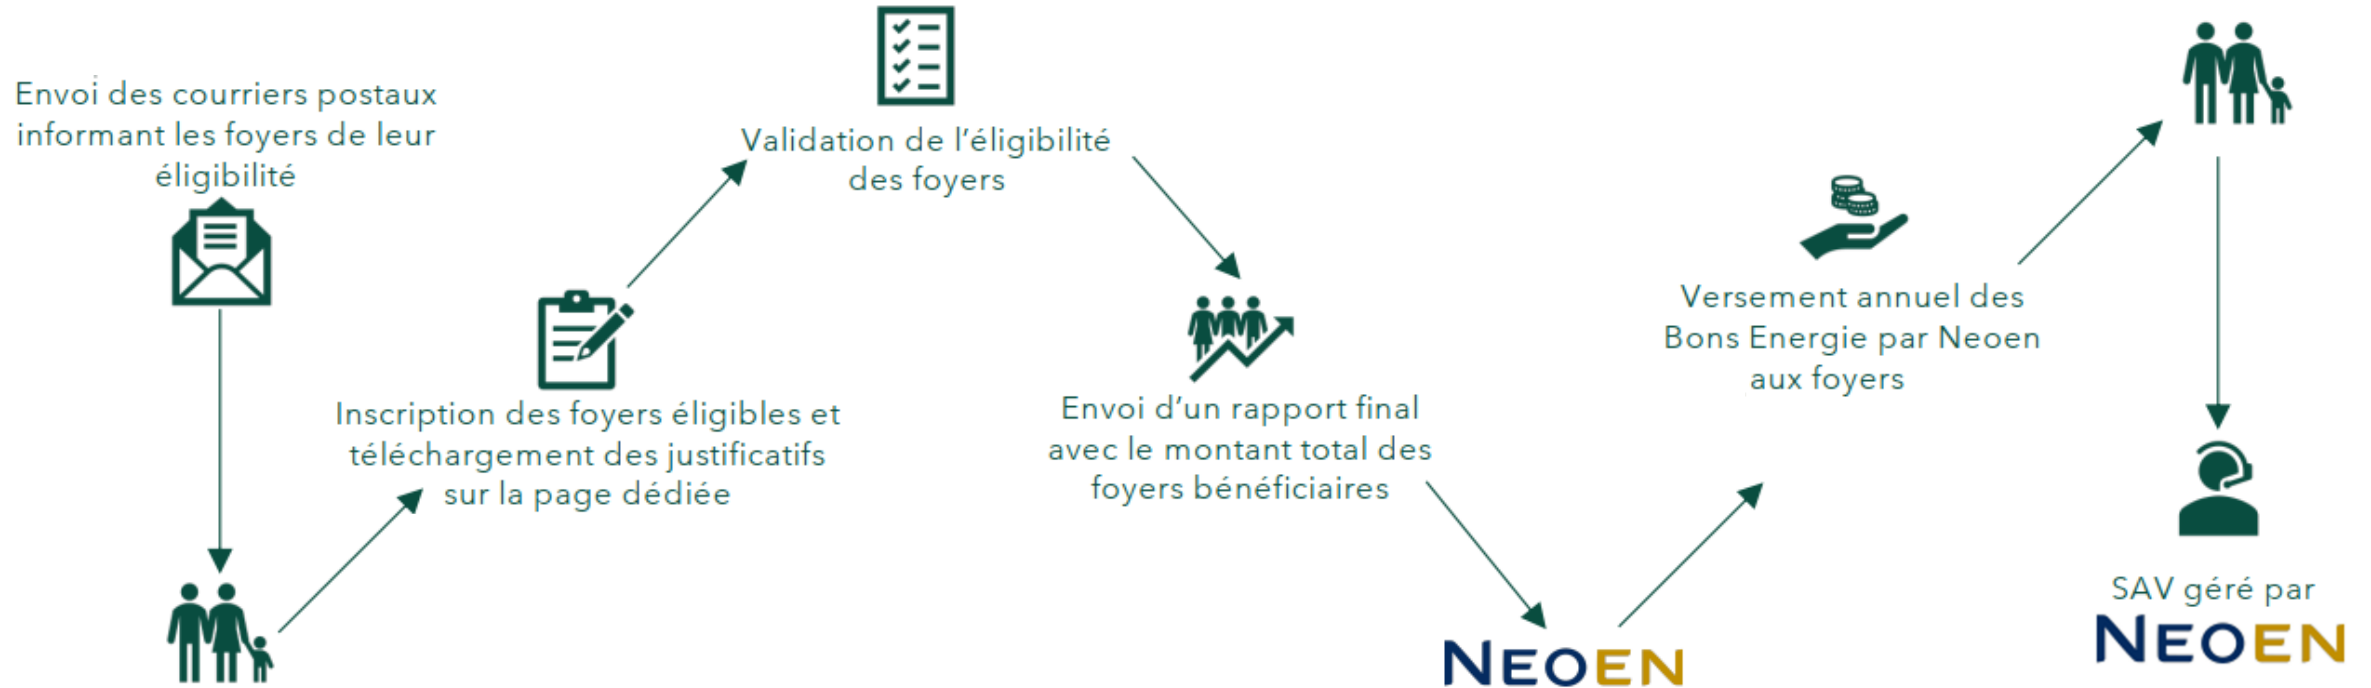 Envoi des courriers postaux
informant les foyers de leur
éligibilité
Inscription des foyers éligibles et
téléchargement des justificatifs
sur la page dédiée
Validation de l’éligibilité
des foyers
Envoi d’un rapport final
avec le montant total des
foyers bénéficiaires
NEOEN
Versement annuel des
Bons Energie par Neoen
aux foyers
SAV géré par
NEOEN